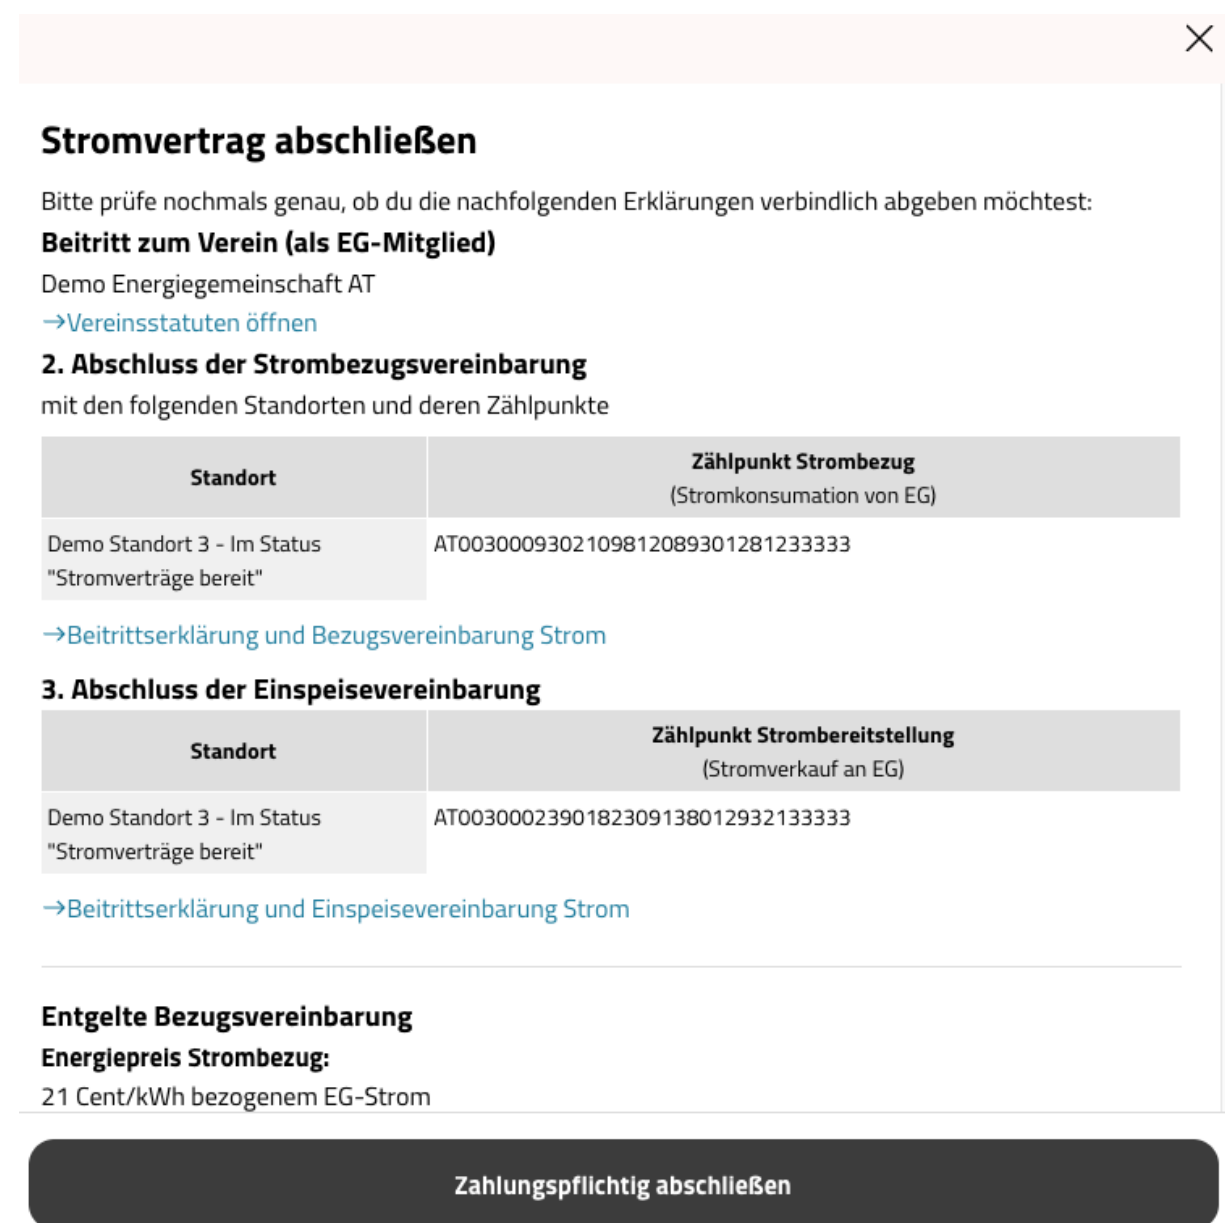 Stromvertrag abschließen
Bitte prüfe nochmals genau, ob du die nachfolgenden Erklärungen verbindlich abgeben möchtest:
Beitritt zum Verein (als EG-Mitglied)
Demo Energiegemeinschaft AT
→Vereinsstatuten öffnen
2. Abschluss der Strombezugsvereinbarung
mit den folgenden Standorten und deren Zählpunkte
Standort
Zählpunkt Strombezug
(Stromkonsumation von EG)
Demo Standort 3 - Im Status
"Stromverträge bereit"
AT0030009302109812089301281233333
→Beitrittserklärung und Bezugsvereinbarung Strom
3. Abschluss der Einspeisevereinbarung
Standort
Zählpunkt Strombereitstellung
(Stromverkauf an EG)
Demo Standort 3 - Im Status
"Stromverträge bereit"
AT0030002390182309138012932133333
→Beitrittserklärung und Einspeisevereinbarung Strom
Entgelte Bezugsvereinbarung
Energiepreis Strombezug:
21 Cent/kWh bezogenem EG-Strom
Zahlungspflichtig abschließen